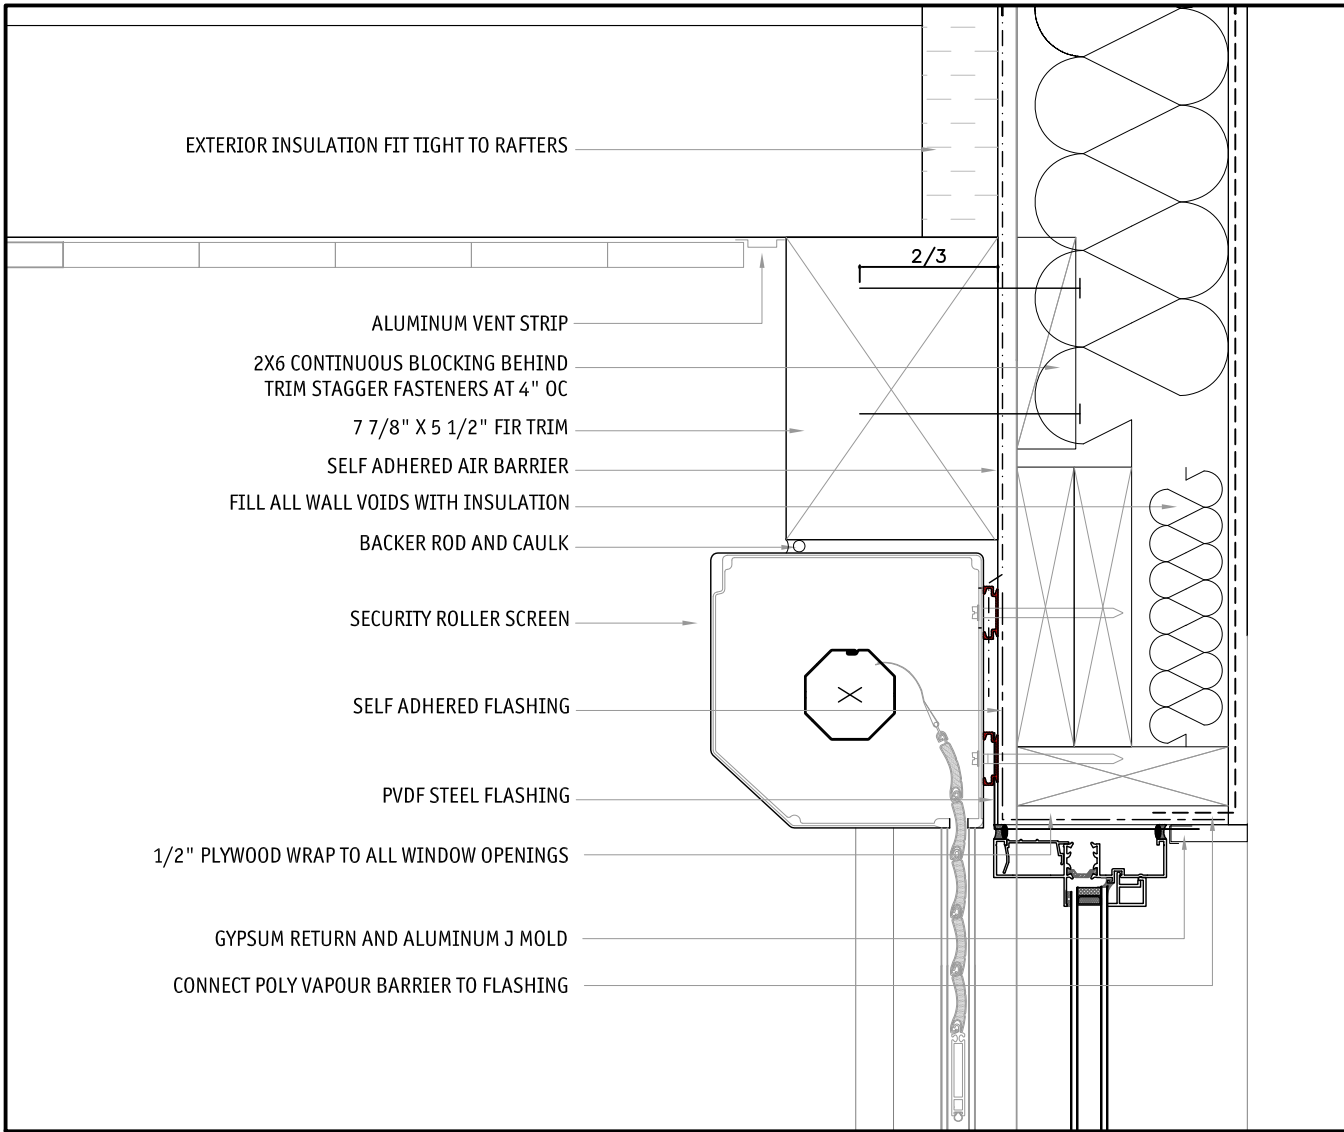 EXTERIOR INSULATION FIT TIGHT TO RAFTERS
2/3
ALUMINUM VENT STRIP
2X6 CONTINUOUS BLOCKING BEHIND
TRIM STAGGER FASTENERS AT 4" OC
7 7/8" X 5 1/2" FIR TRIM
SELF ADHERED AIR BARRIER
FILL ALL WALL VOIDS WITH INSULATION
BACKER ROD AND CAULK
SECURITY ROLLER SCREEN
SELF ADHERED FLASHING
PVDF STEEL FLASHING
1/2" PLYWOOD WRAP TO ALL WINDOW OPENINGS
GYPSUM RETURN AND ALUMINUM J MOLD
CONNECT POLY VAPOUR BARRIER TO FLASHING